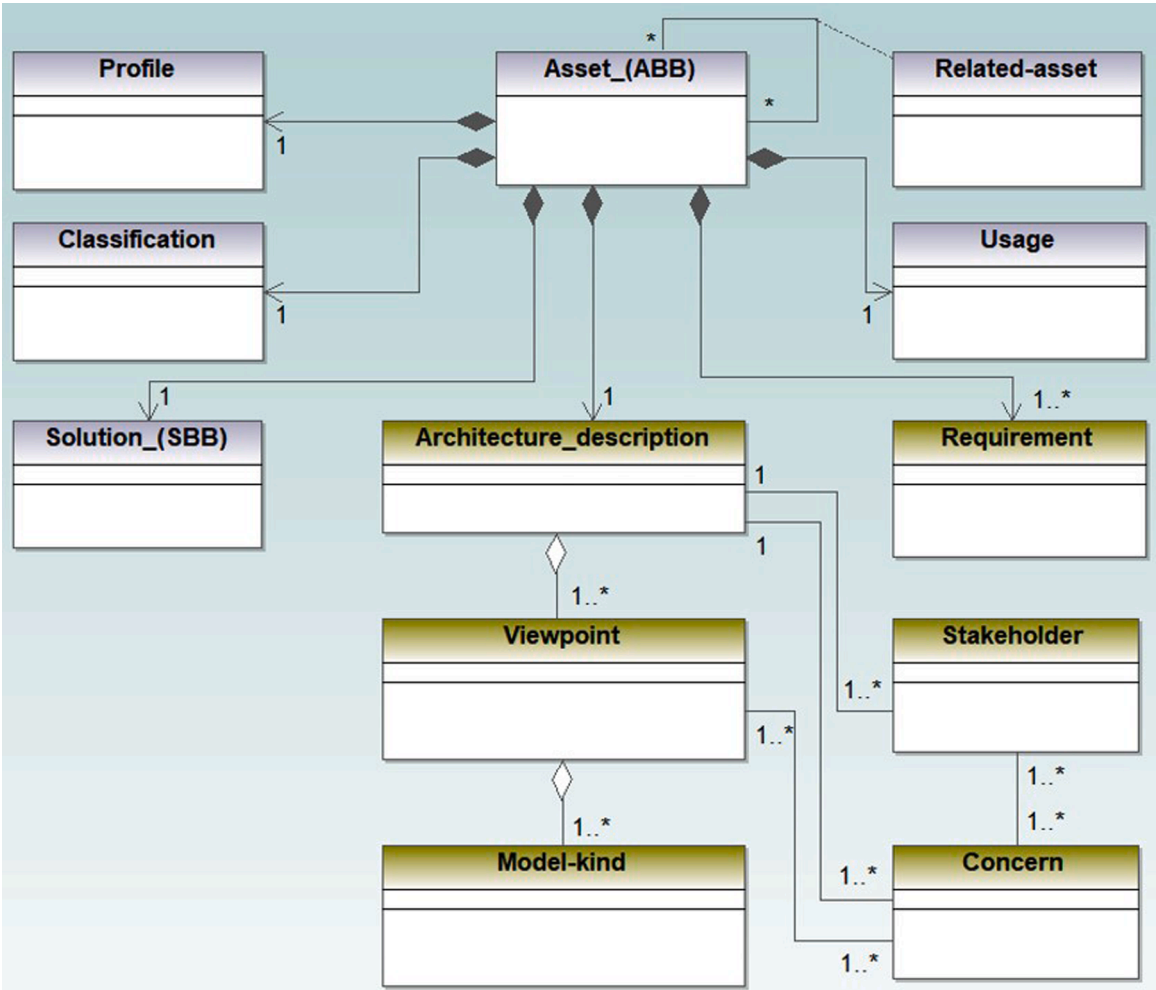 *
Profile
Asset_(ABB)
Related-asset
*
1
Classification
Usage
1
1
1
1
1..*
Solution_(SBB)
Architecture_description
Requirement
1
1
1..*
Viewpoint
Stakeholder
1..*
1..*
1..*
1..*
1..*
Model-kind
Concern
1..*
1..*